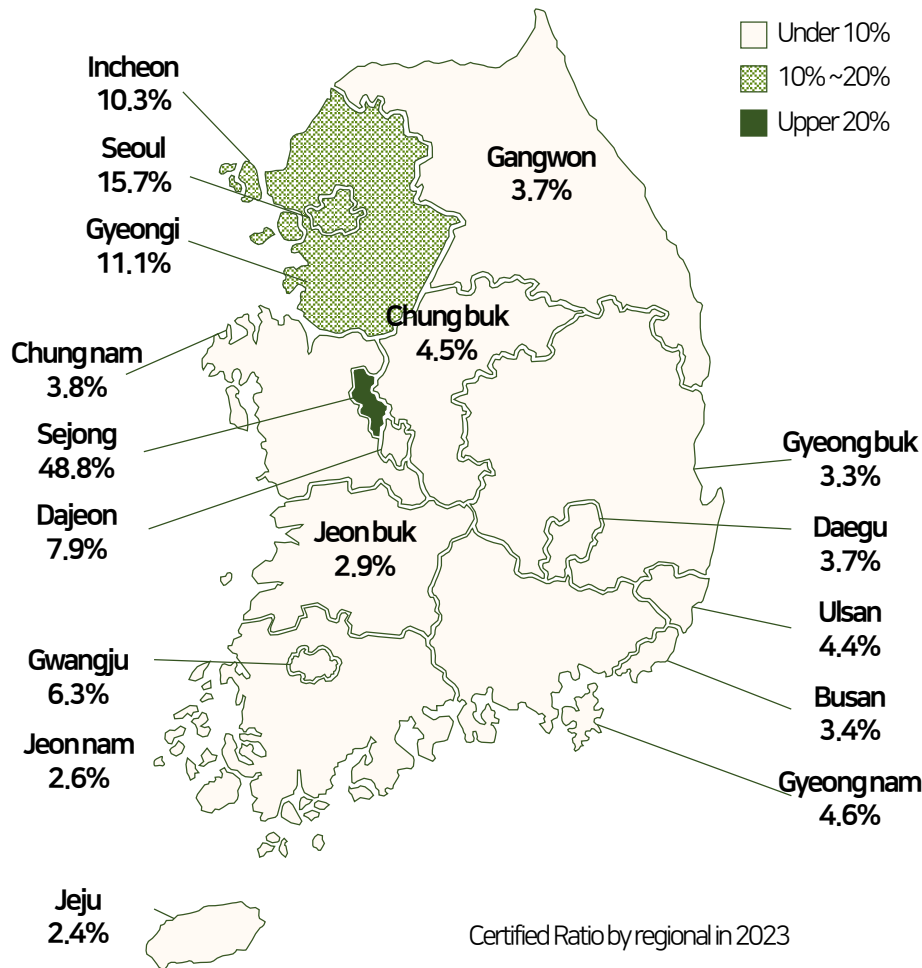 Under 10%
10% ~20%
Upper 20%
Incheon
10.3%
Seoul
15.7%
Gyeongi
11.1%
Gangwon
3.7%
Chung buk
4.5%
Chung nam
3.8%
Sejong
48.8%
Dajeon
7.9%
Gyeong buk
3.3%
Daegu
3.7%
Jeon buk
2.9%
Ulsan
4.4%
Gwangju
6.3%
Busan
3.4%
Jeon nam
2.6%
Gyeong nam
4.6%
Jeju
2.4%
Certified Ratio by regional in 2023